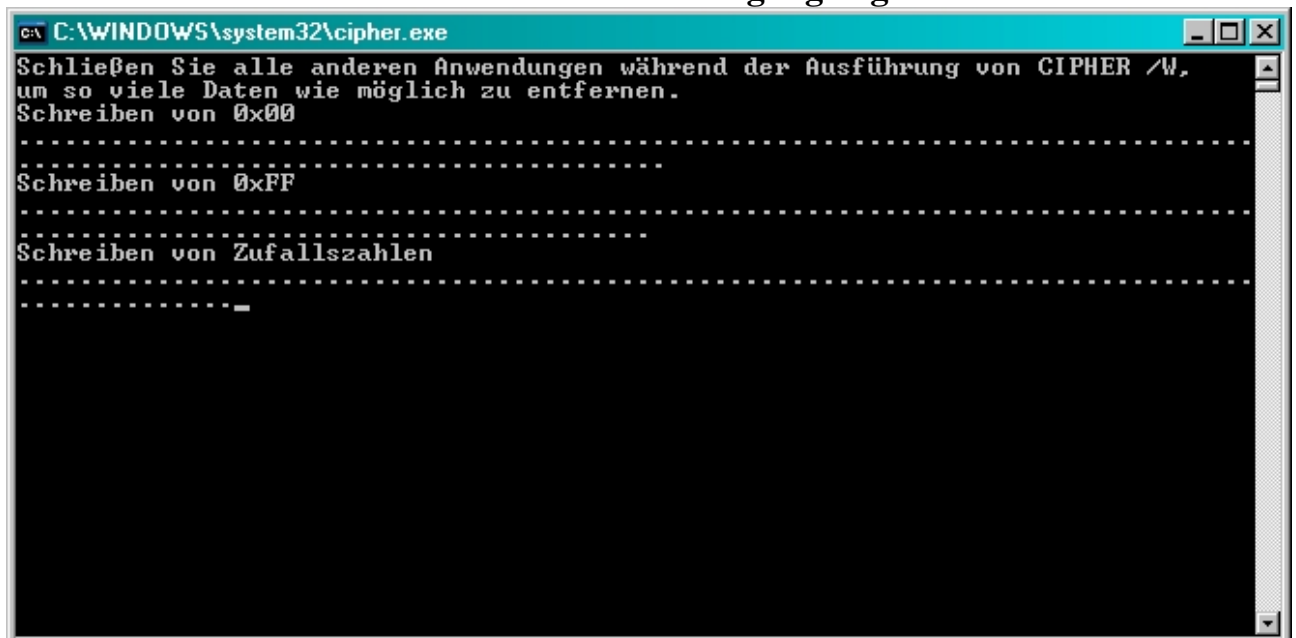 C:\WINDOWS\system32\cipher.exe
Schließen Sie alle anderen Anwendungen während der Ausführung von CIPHER /W,
um so viele Daten wie möglich zu entfernen.
Schreiben von 0x00
................................................................................
..........................................
Schreiben von 0xFF
................................................................................
.........................................
Schreiben von Zufallszahlen
................................................................................
.............._